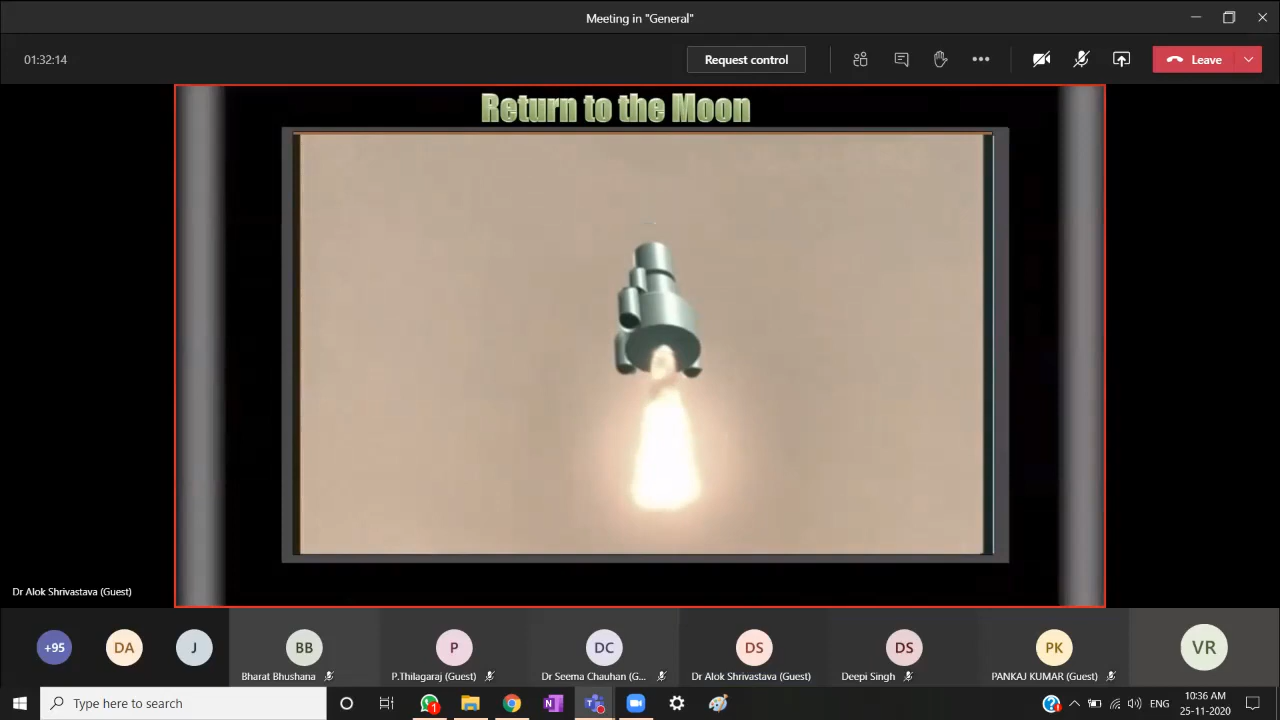 Meeting in "General"
01:32:14
Request control
Leave
Return to the Moon
Dr Alok Shrivastava (Guest)
+95
DA
J
BB
P
DC
DS
DS
PK
VR
Bharat Bhushana
P.Thilagaraj (Guest)
Dr Seema Chauhan (G...
Dr Alok Shrivastava (Guest)
Deepi Singh
PANKAJ KUMAR (Guest)
Type here to search
ENG
10:36 AM
25-11-2020